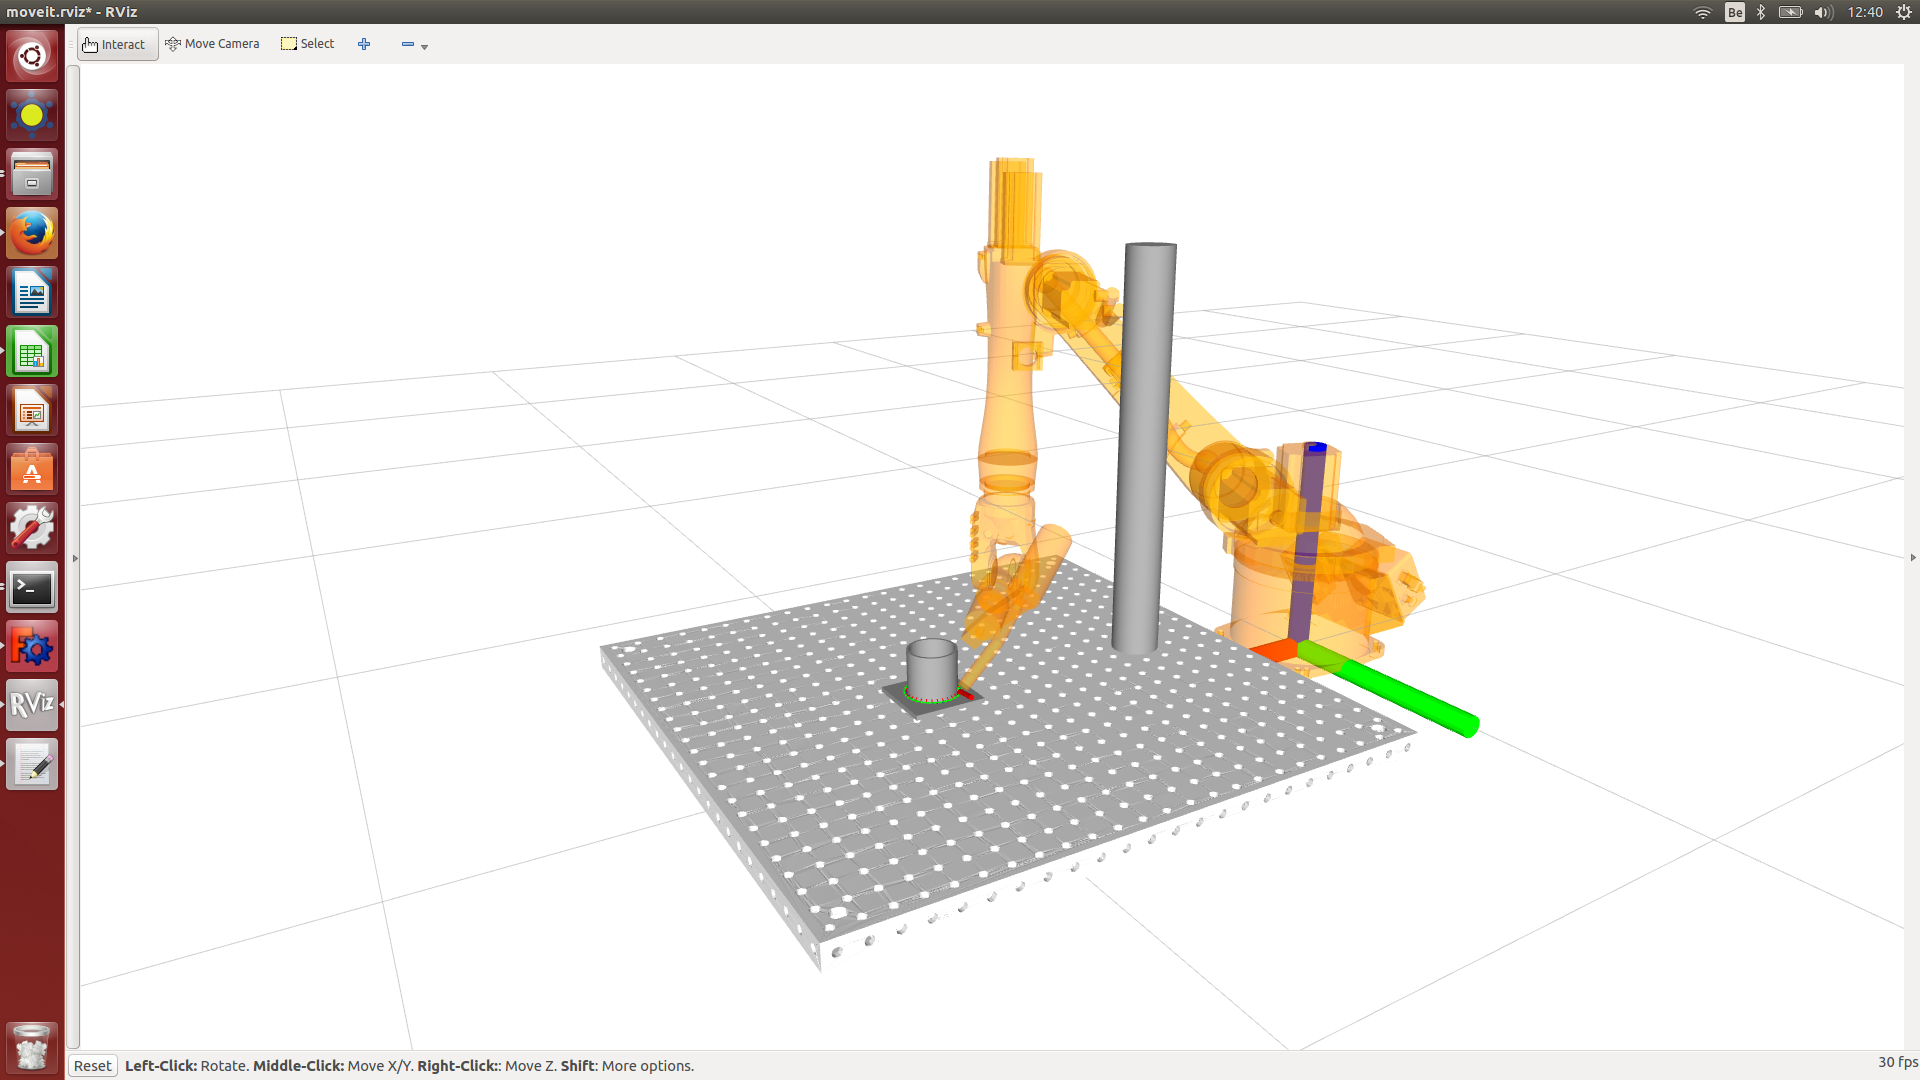 moveit.rviz* - RViz
Be
12:40
Interact
Move Camera
Select
RViz
Reset
Left-Click: Rotate. Middle-Click: Move X/Y. Right-Click:: Move Z. Shift: More options.
30 fps